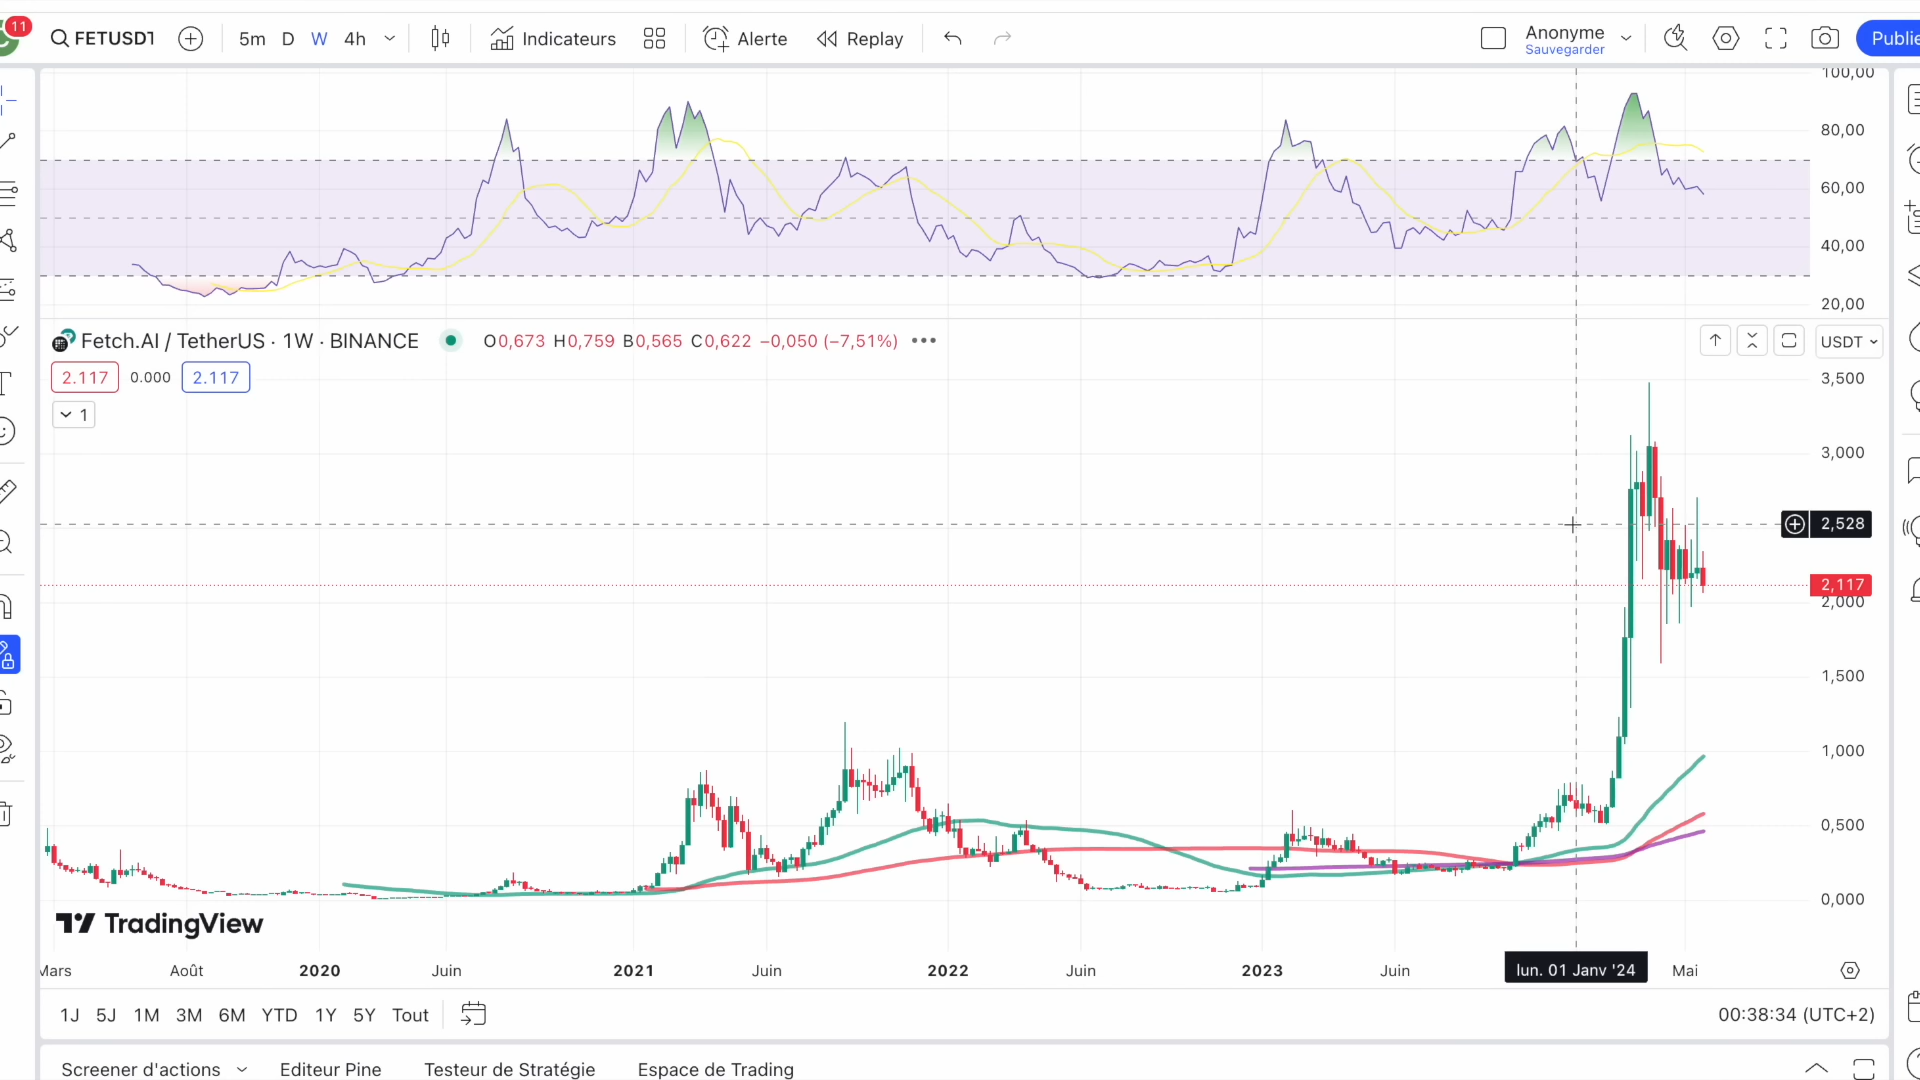 11
FETUSDT
5m D W 4h
Indicateurs
Alerte
Replay
Anonyme
Sauvegarder
100,00
80,00
60,00
40,00
20,00
Fetch.AI / TetherUS · 1W · BINANCE
O0,673 H0,759 B0,565 C0,622 −0,050 (−7,51%)
USDT
2.117 0.000 2.117
1
3,500
3,000
2,528
2,117
2,000
1,500
1,000
0,500
0,000
TradingView
Mars Août 2020 Juin 2021 Juin 2022 Juin 2023 Juin lun. 01 Janv '24 Mai
1J 5J 1M 3M 6M YTD 1Y 5Y Tout
00:38:34 (UTC+2)
Screener d'actions Editeur Pine Testeur de Stratégie Espace de Trading